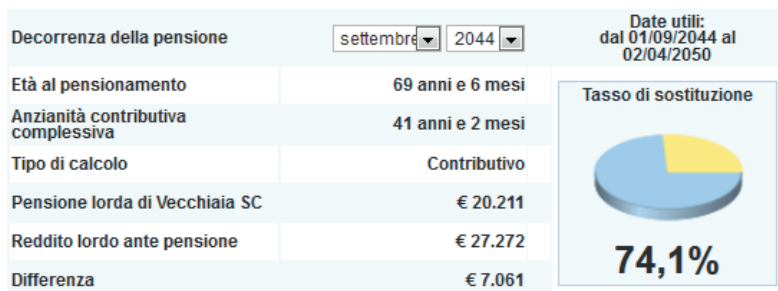 Decorrenza della pensione
settembre 2044
Date utili:
dal 01/09/2044 al
02/04/2050
Età al pensionamento
69 anni e 6 mesi
Anzianità contributiva
complessiva
41 anni e 2 mesi
Tipo di calcolo
Contributivo
Pensione lorda di Vecchiaia SC
€ 20.211
Reddito lordo ante pensione
€ 27.272
Differenza
€ 7.061
Tasso di sostituzione
74,1%